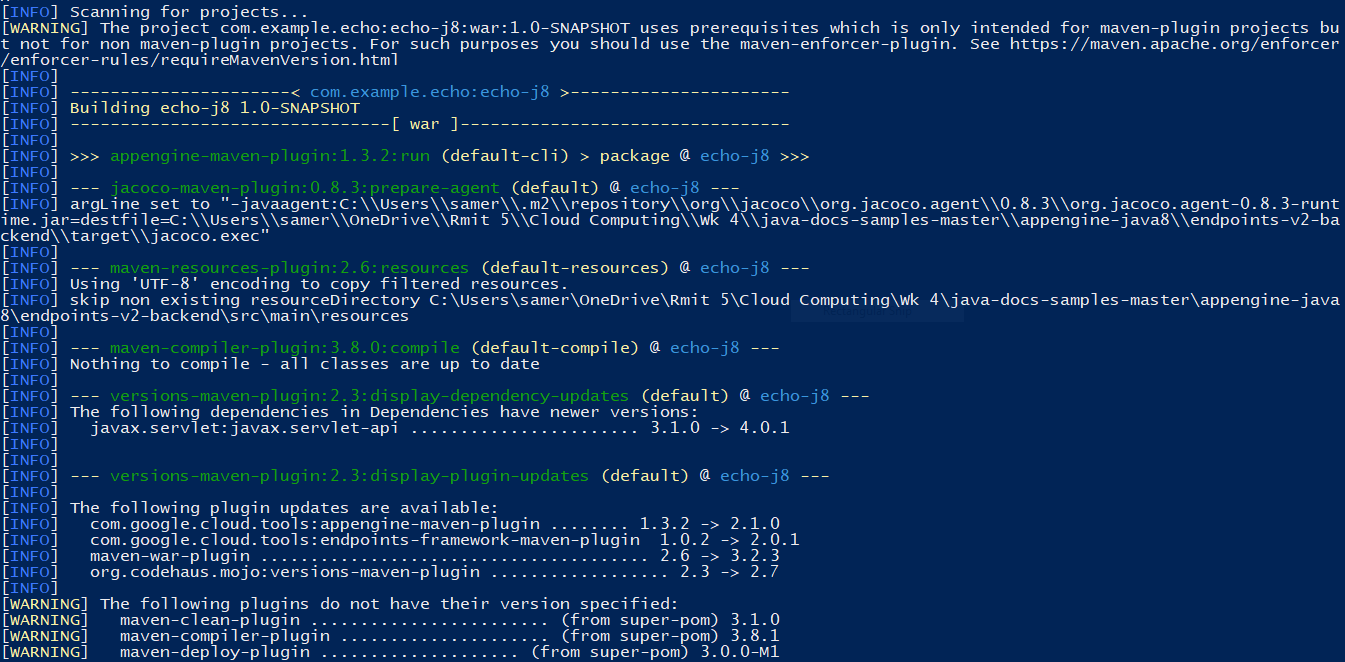 [INFO] Scanning for projects...
[WARNING] The project com.example.echo:echo-j8:war:1.0-SNAPSHOT uses prerequisites which is only intended for maven-plugin projects bu
t not for non maven-plugin projects. For such purposes you should use the maven-enforcer-plugin. See https://maven.apache.org/enforcer
/enforcer-rules/requireMavenVersion.html
[INFO]
[INFO] ----------------------< com.example.echo:echo-j8 >----------------------
[INFO] Building echo-j8 1.0-SNAPSHOT
[INFO] --------------------------------[ war ]---------------------------------
[INFO]
[INFO] >>> appengine-maven-plugin:1.3.2:run (default-cli) > package @ echo-j8 >>>
[INFO]
[INFO] --- jacoco-maven-plugin:0.8.3:prepare-agent (default) @ echo-j8 ---
[INFO] argLine set to "-javaagent:C:\\Users\\samer\\.m2\\repository\\org\\jacoco\\org.jacoco.agent\\0.8.3\\org.jacoco.agent-0.8.3-runt
ime.jar=destfile=C:\\Users\\samer\\OneDrive\\Rmit 5\\Cloud Computing\\Wk 4\\java-docs-samples-master\\appengine-java8\\endpoints-v2-ba
ckend\\target\\jacoco.exec"
[INFO]
[INFO] --- maven-resources-plugin:2.6:resources (default-resources) @ echo-j8 ---
[INFO] Using 'UTF-8' encoding to copy filtered resources.
[INFO] skip non existing resourceDirectory C:\Users\samer\OneDrive\Rmit 5\Cloud Computing\Wk 4\java-docs-samples-master\appengine-java
8\endpoints-v2-backend\src\main\resources
[INFO]
[INFO] --- maven-compiler-plugin:3.8.0:compile (default-compile) @ echo-j8 ---
[INFO] Nothing to compile - all classes are up to date
[INFO]
[INFO] --- versions-maven-plugin:2.3:display-dependency-updates (default) @ echo-j8 ---
[INFO] The following dependencies in Dependencies have newer versions:
[INFO]   javax.servlet:javax.servlet-api ....................... 3.1.0 -> 4.0.1
[INFO]
[INFO]
[INFO] --- versions-maven-plugin:2.3:display-plugin-updates (default) @ echo-j8 ---
[INFO]
[INFO] The following plugin updates are available:
[INFO]   com.google.cloud.tools:appengine-maven-plugin ........ 1.3.2 -> 2.1.0
[INFO]   com.google.cloud.tools:endpoints-framework-maven-plugin  1.0.2 -> 2.0.1
[INFO]   maven-war-plugin ....................................... 2.6 -> 3.2.3
[INFO]   org.codehaus.mojo:versions-maven-plugin .................. 2.3 -> 2.7
[INFO]
[WARNING] The following plugins do not have their version specified:
[WARNING]   maven-clean-plugin ........................ (from super-pom) 3.1.0
[WARNING]   maven-compiler-plugin ..................... (from super-pom) 3.8.1
[WARNING]   maven-deploy-plugin .................... (from super-pom) 3.0.0-M1